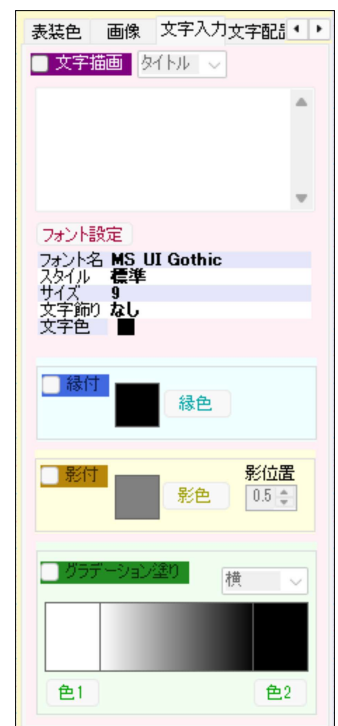 表装色 画像 文字入力 文字配
文字描画 タイトル
フォント設定
フォント名 MS UI Gothic
スタイル 標準
サイズ 9
文字飾り なし
文字色
縁付 縁色
影付 影色 影位置 0.5
グラデーション塗り 横
色1 色2